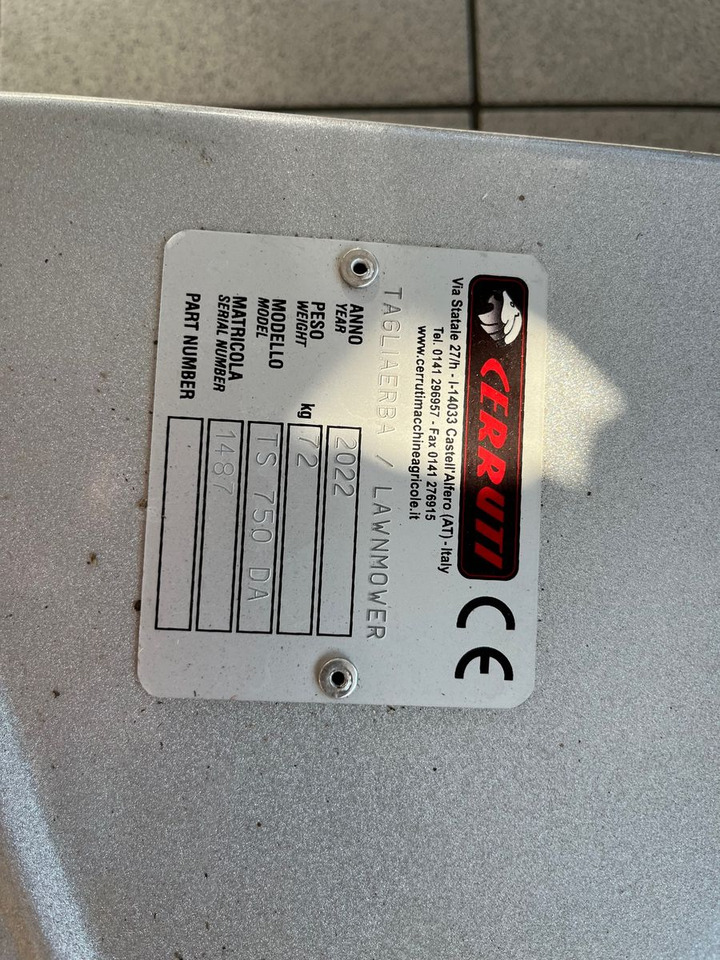 CERRUTI
CE
Via Statale 27/h - I-14033 Castell'Alfero (AT) - Italy
Tel. 0141 296957 - Fax 0141 276915
www.cerrutimacchineagricole.it
TAGLIAERBA / LAWNMOWER
ANNO
YEAR
2022
PESO
WEIGHT
kg
72
MODELLO
MODEL
TS 750 DA
MATRICOLA
SERIAL NUMBER
1487
PART NUMBER